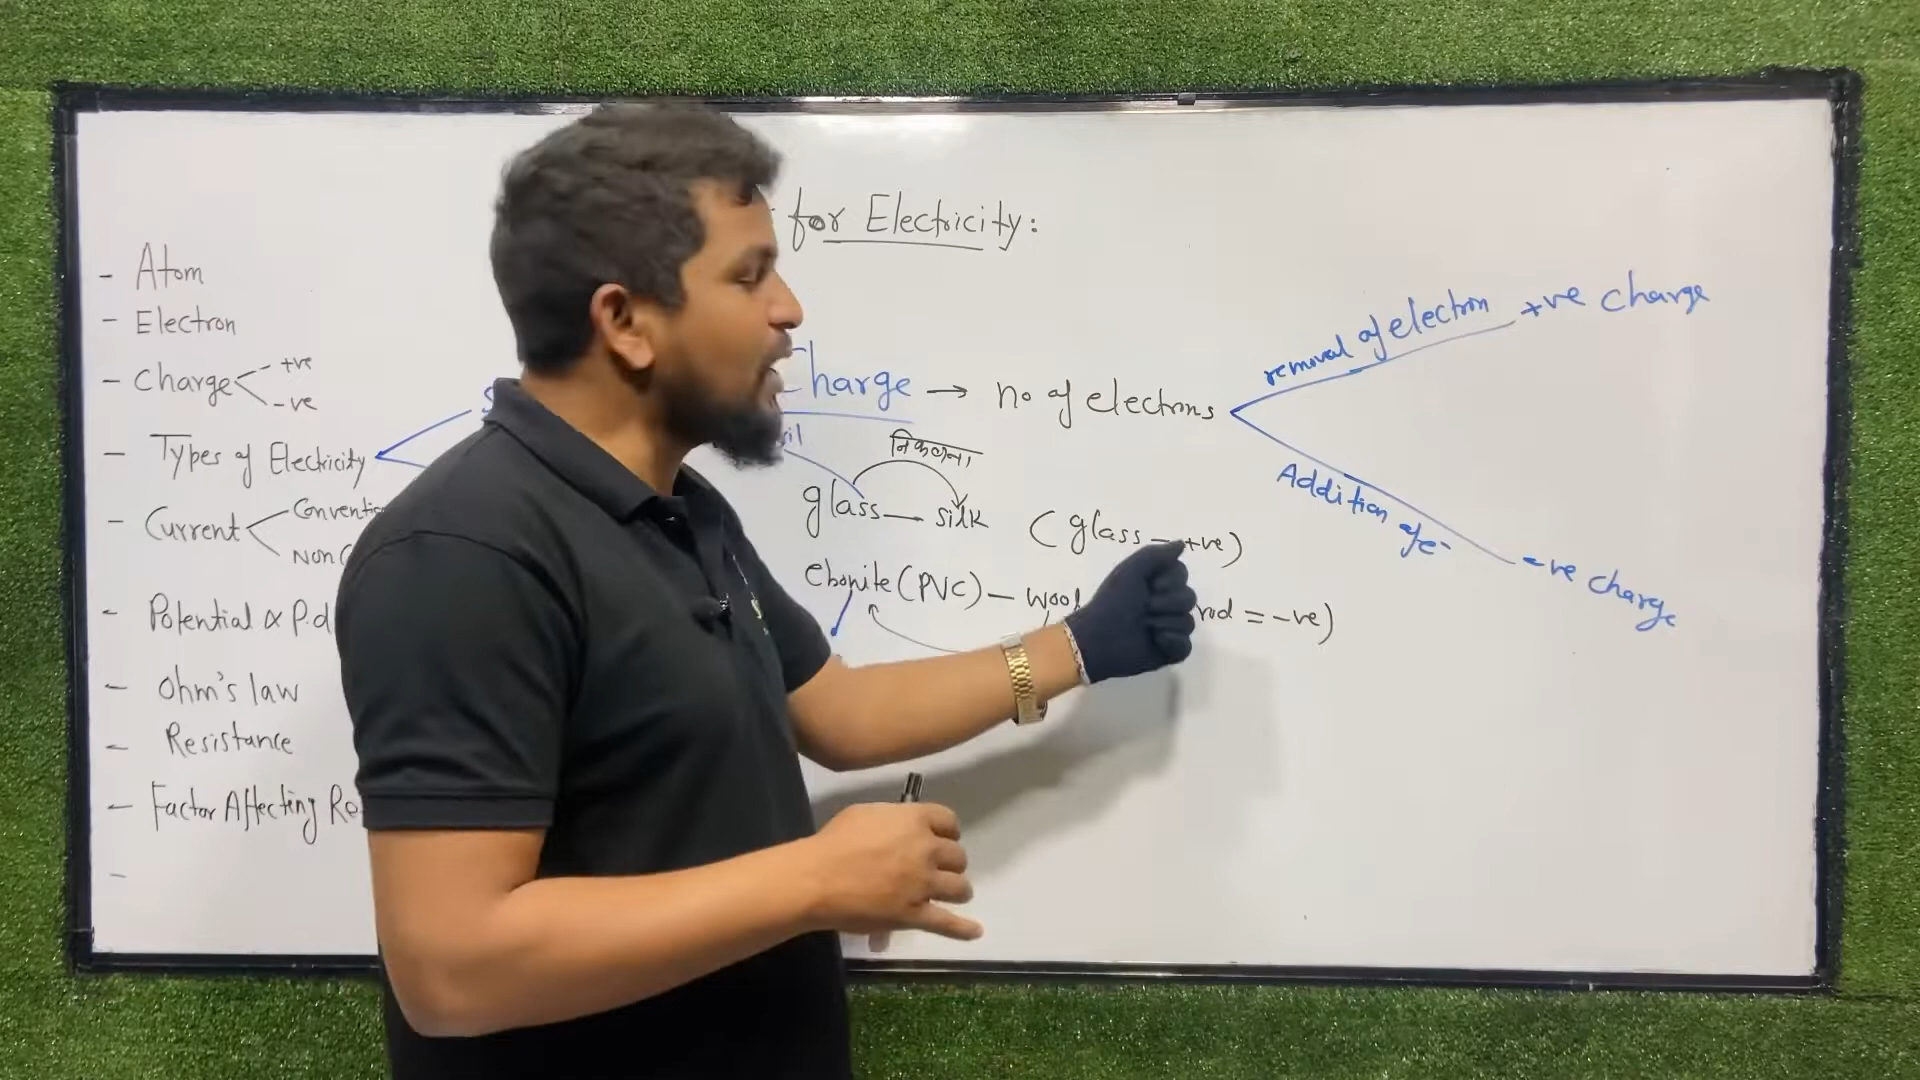 for Electricity:
- Atom
- Electron
- Charge +ve
-ve
- Types of Electricity
- Current
Non
- Potential & P.d
- Ohm's law
- Resistance
- Factor Affecting
-
Charge → no of electrons
removal of electron +ve charge
Addition of e- -ve charge
निकालना
glass — silk (glass — +ve)
ebonite (PVC) — wool rod = -ve)